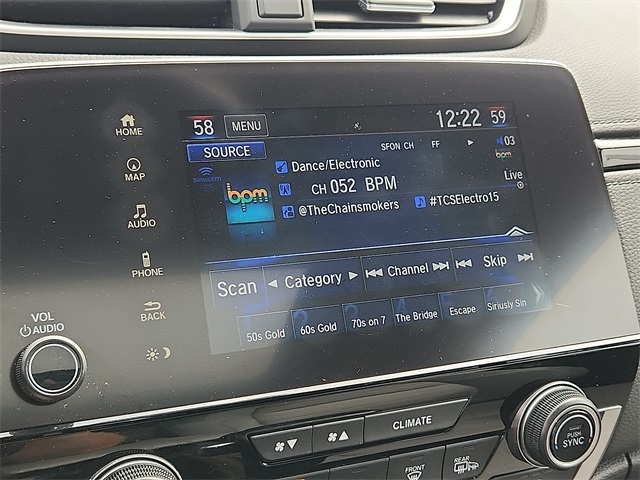 58 MENU 12:22 59
HOME
SOURCE SFON CH FF 03
siriusxm Dance/Electronic bpm
MAP
bpm CH 052 BPM Live
AUDIO
@TheChainsmokers #TCSElectro15
PHONE
Scan Category Channel Skip
BACK
50s Gold 60s Gold 70s on 7 The Bridge Escape Siriusly Sin
VOL
AUDIO
CLIMATE
PUSH
SYNC
FRONT REAR